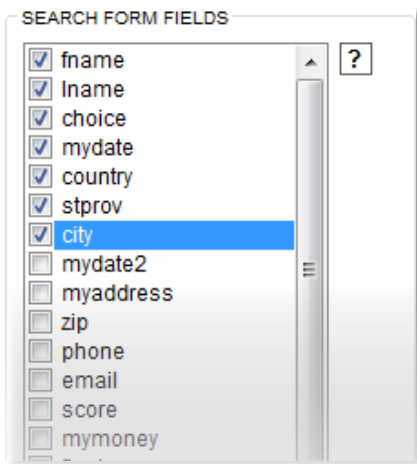 SEARCH FORM FIELDS
fname
lname
choice
mydate
country
stprov
city
mydate2
myaddress
zip
phone
email
score
mymoney
?